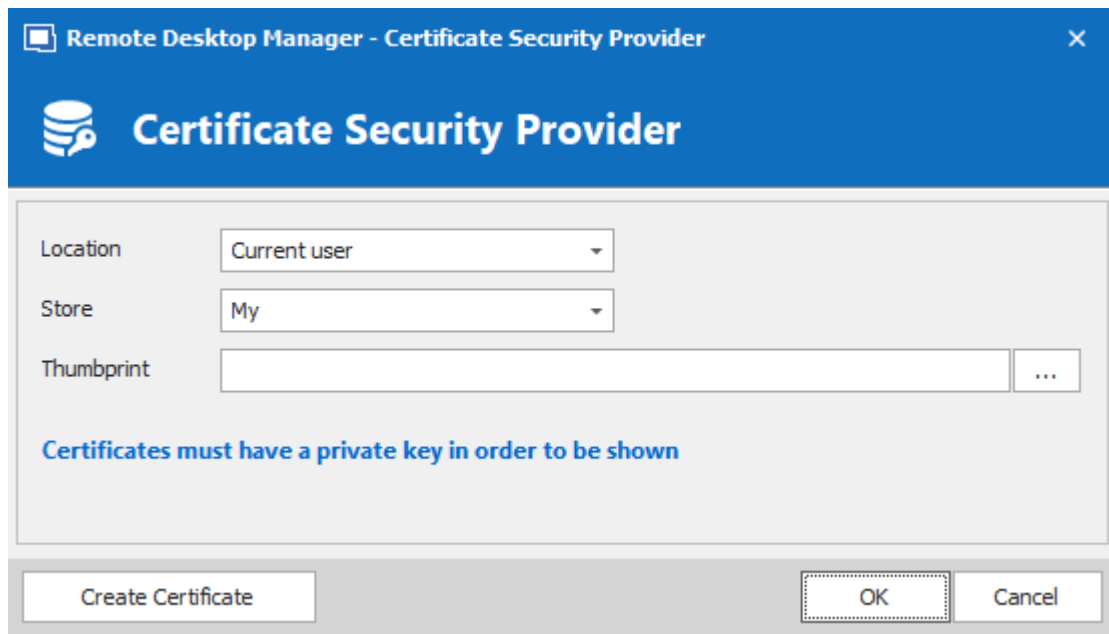 Remote Desktop Manager - Certificate Security Provider
Certificate Security Provider
Location Current user
Store My
Thumbprint ...
Certificates must have a private key in order to be shown
Create Certificate OK Cancel